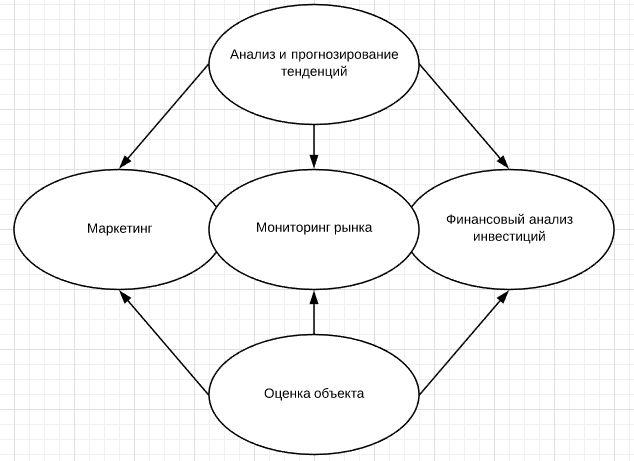 Анализ и прогнозирование
тенденций
Маркетинг
Мониторинг рынка
Финансовый анализ
инвестиций
Оценка объекта